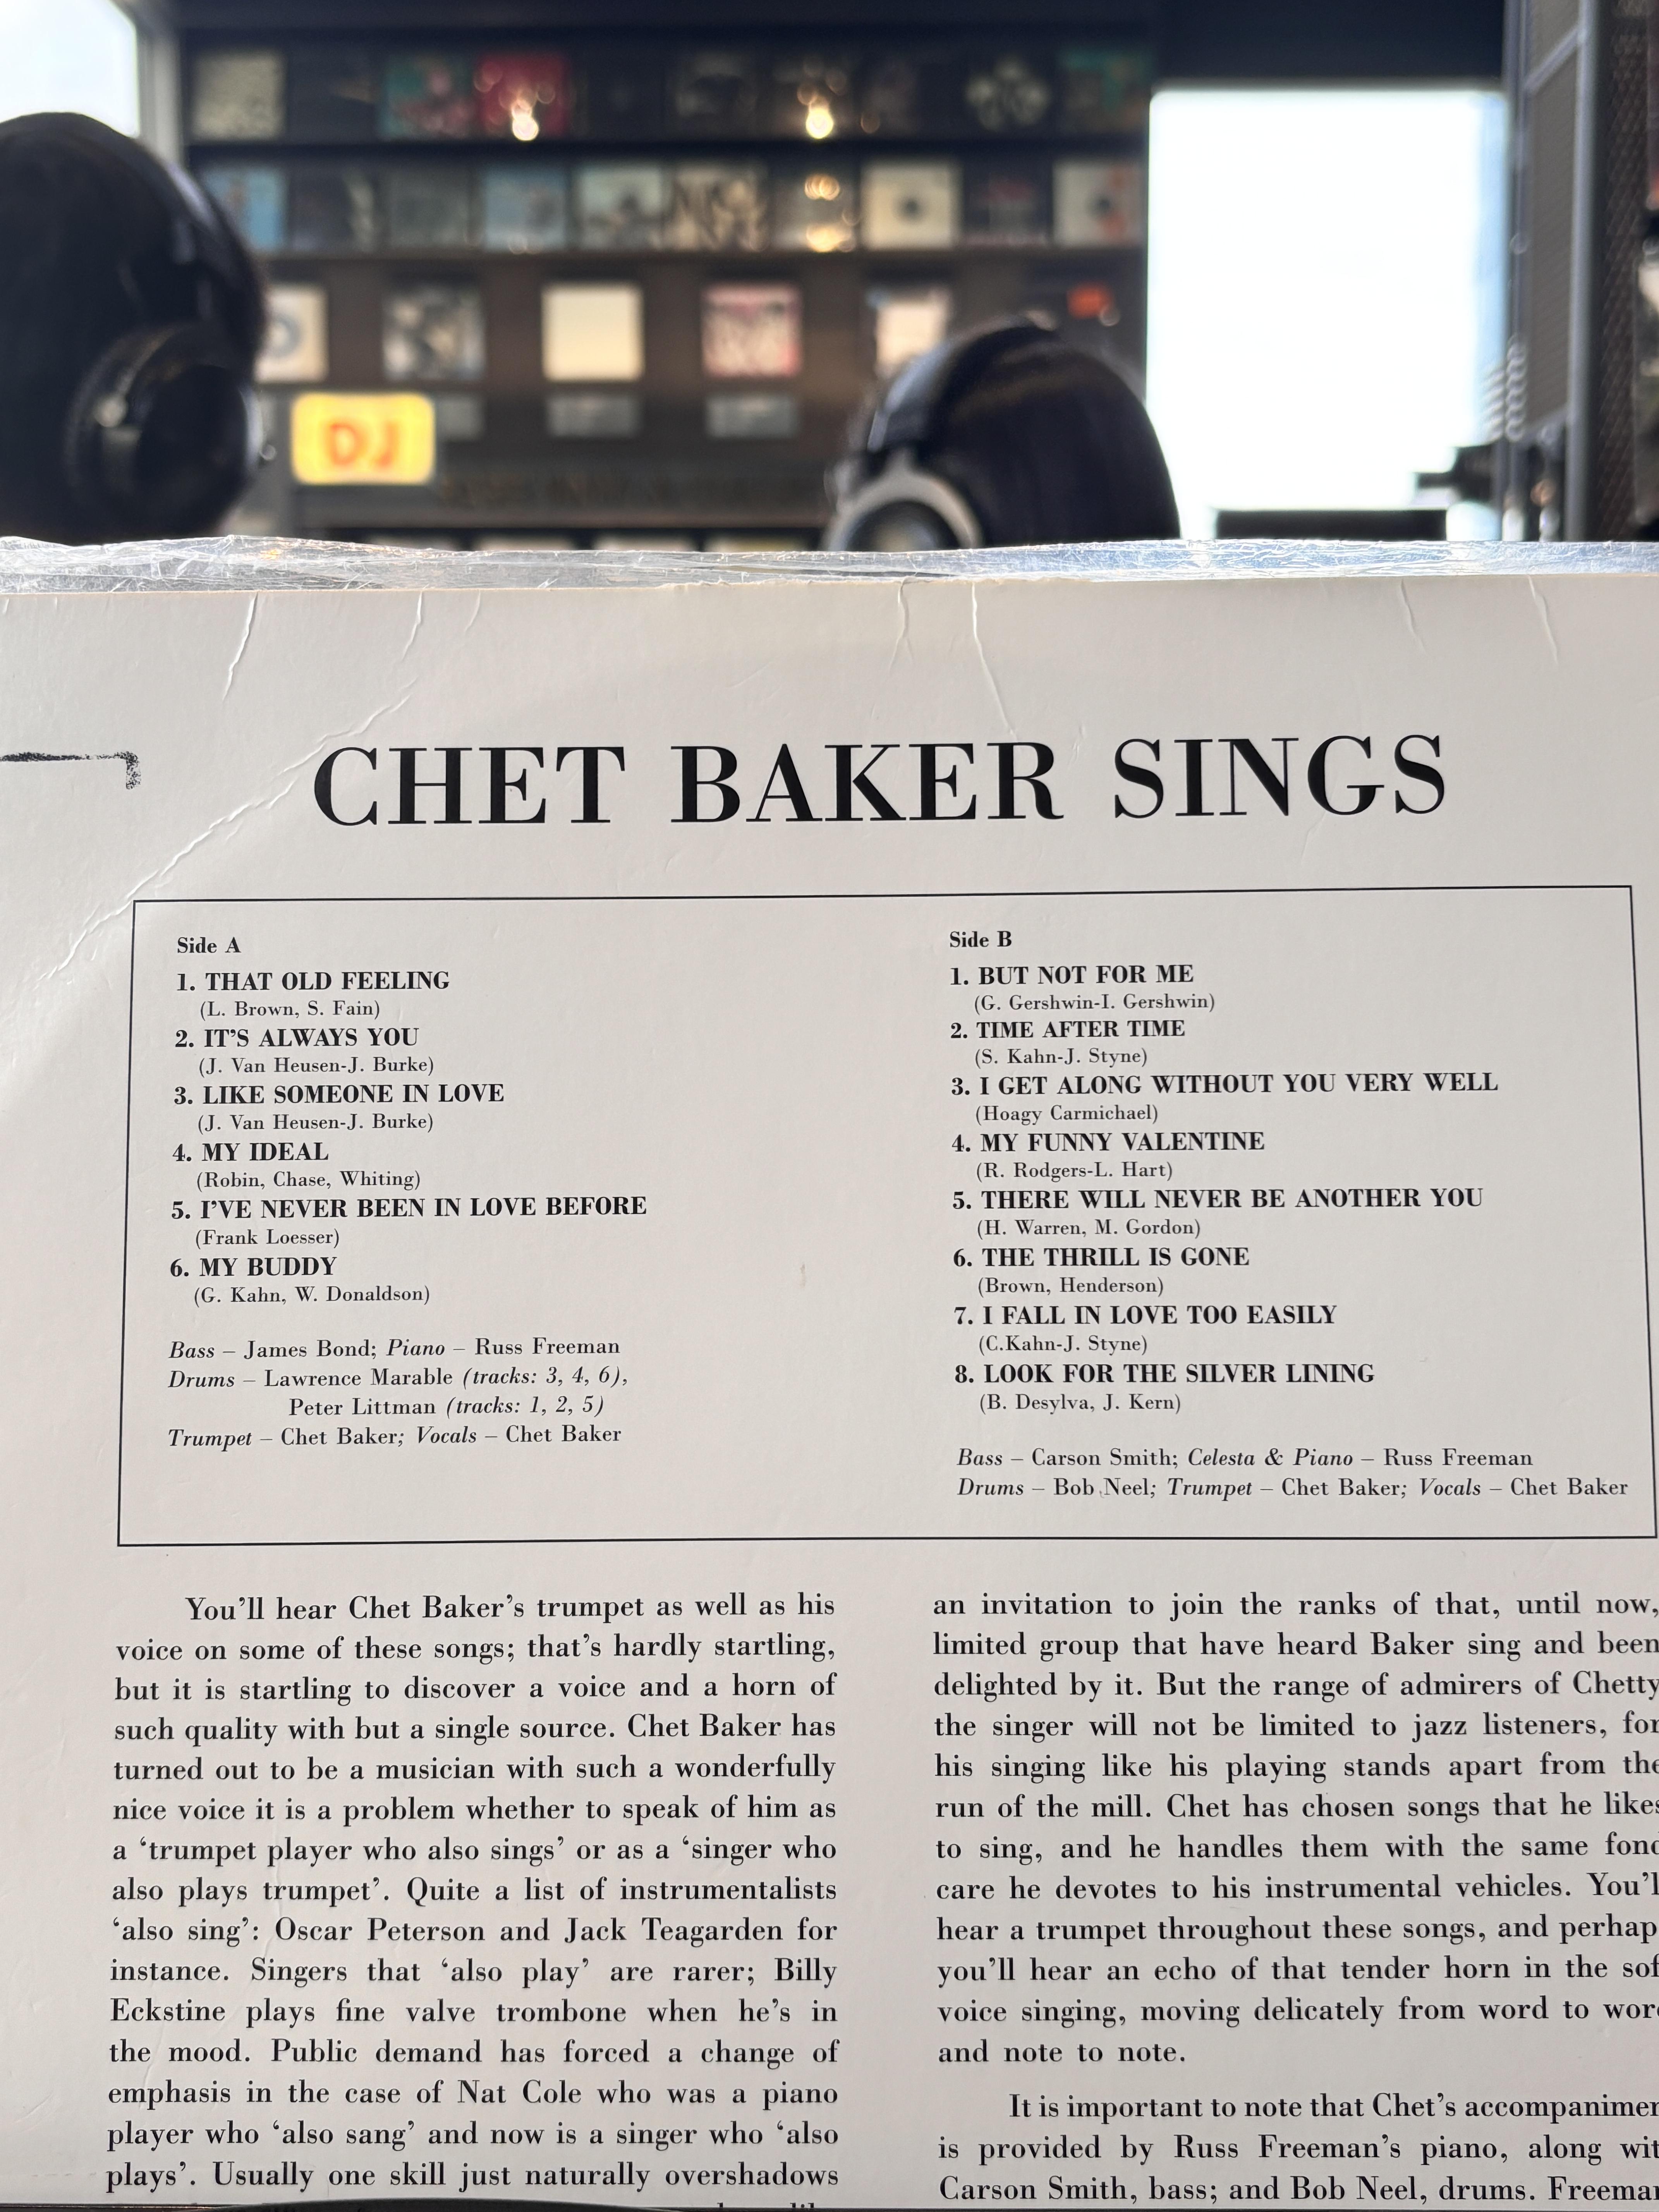 DJ
CHET BAKER SINGS
Side A
1. THAT OLD FEELING
(L. Brown, S. Fain)
2. IT'S ALWAYS YOU
(J. Van Heusen-J. Burke)
3. LIKE SOMEONE IN LOVE
(J. Van Heusen-J. Burke)
4. MY IDEAL
(Robin, Chase, Whiting)
5. I'VE NEVER BEEN IN LOVE BEFORE
(Frank Loesser)
6. MY BUDDY
(G. Kahn, W. Donaldson)
Bass – James Bond; Piano – Russ Freeman
Drums – Lawrence Marable (tracks: 3, 4, 6),
Peter Littman (tracks: 1, 2, 5)
Trumpet – Chet Baker; Vocals – Chet Baker
Side B
1. BUT NOT FOR ME
(G. Gershwin-I. Gershwin)
2. TIME AFTER TIME
(S. Kahn-J. Styne)
3. I GET ALONG WITHOUT YOU VERY WELL
(Hoagy Carmichael)
4. MY FUNNY VALENTINE
(R. Rodgers-L. Hart)
5. THERE WILL NEVER BE ANOTHER YOU
(H. Warren, M. Gordon)
6. THE THRILL IS GONE
(Brown, Henderson)
7. I FALL IN LOVE TOO EASILY
(C.Kahn-J. Styne)
8. LOOK FOR THE SILVER LINING
(B. Desylva, J. Kern)
Bass – Carson Smith; Celesta & Piano – Russ Freeman
Drums – Bob Neel; Trumpet – Chet Baker; Vocals – Chet Baker
You'll hear Chet Baker's trumpet as well as his
voice on some of these songs; that's hardly startling,
but it is startling to discover a voice and a horn of
such quality with but a single source. Chet Baker has
turned out to be a musician with such a wonderfully
nice voice it is a problem whether to speak of him as
a 'trumpet player who also sings' or as a 'singer who
also plays trumpet'. Quite a list of instrumentalists
'also sing': Oscar Peterson and Jack Teagarden for
instance. Singers that 'also play' are rarer; Billy
Eckstine plays fine valve trombone when he's in
the mood. Public demand has forced a change of
emphasis in the case of Nat Cole who was a piano
player who 'also sang' and now is a singer who 'also
plays'. Usually one skill just naturally overshadows
an invitation to join the ranks of that, until now,
limited group that have heard Baker sing and been
delighted by it. But the range of admirers of Chetty
the singer will not be limited to jazz listeners, for
his singing like his playing stands apart from the
run of the mill. Chet has chosen songs that he likes
to sing, and he handles them with the same fond
care he devotes to his instrumental vehicles. You'l
hear a trumpet throughout these songs, and perhap
you'll hear an echo of that tender horn in the sof
voice singing, moving delicately from word to wor
and note to note.
It is important to note that Chet's accompanimen
is provided by Russ Freeman's piano, along wit
Carson Smith, bass; and Bob Neel, drums. Freeman